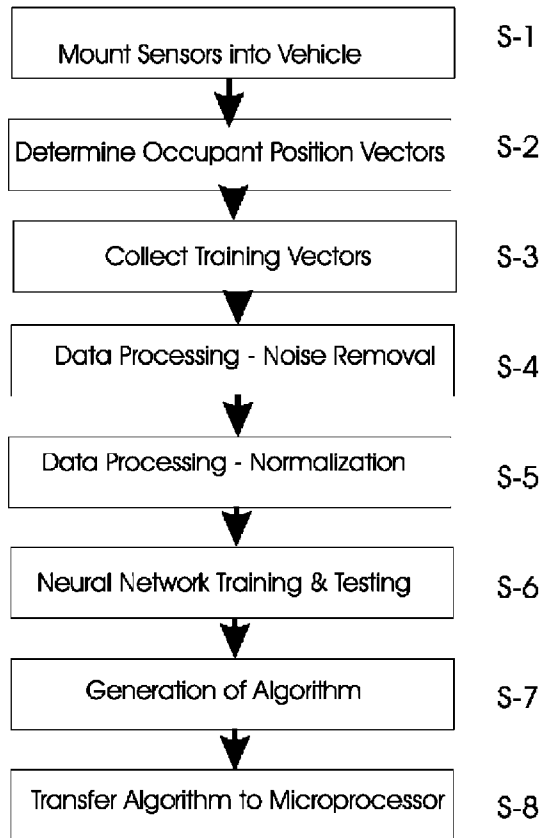 S-1
Mount Sensors into Vehicle
S-2
Determine Occupant Position Vectors
S-3
Collect Training Vectors
S-4
Data Processing - Noise Removal
S-5
Data Processing - Normalization
S-6
Neural Network Training & Testing
S-7
Generation of Algorithm
S-8
Transfer Algorithm to Microprocessor